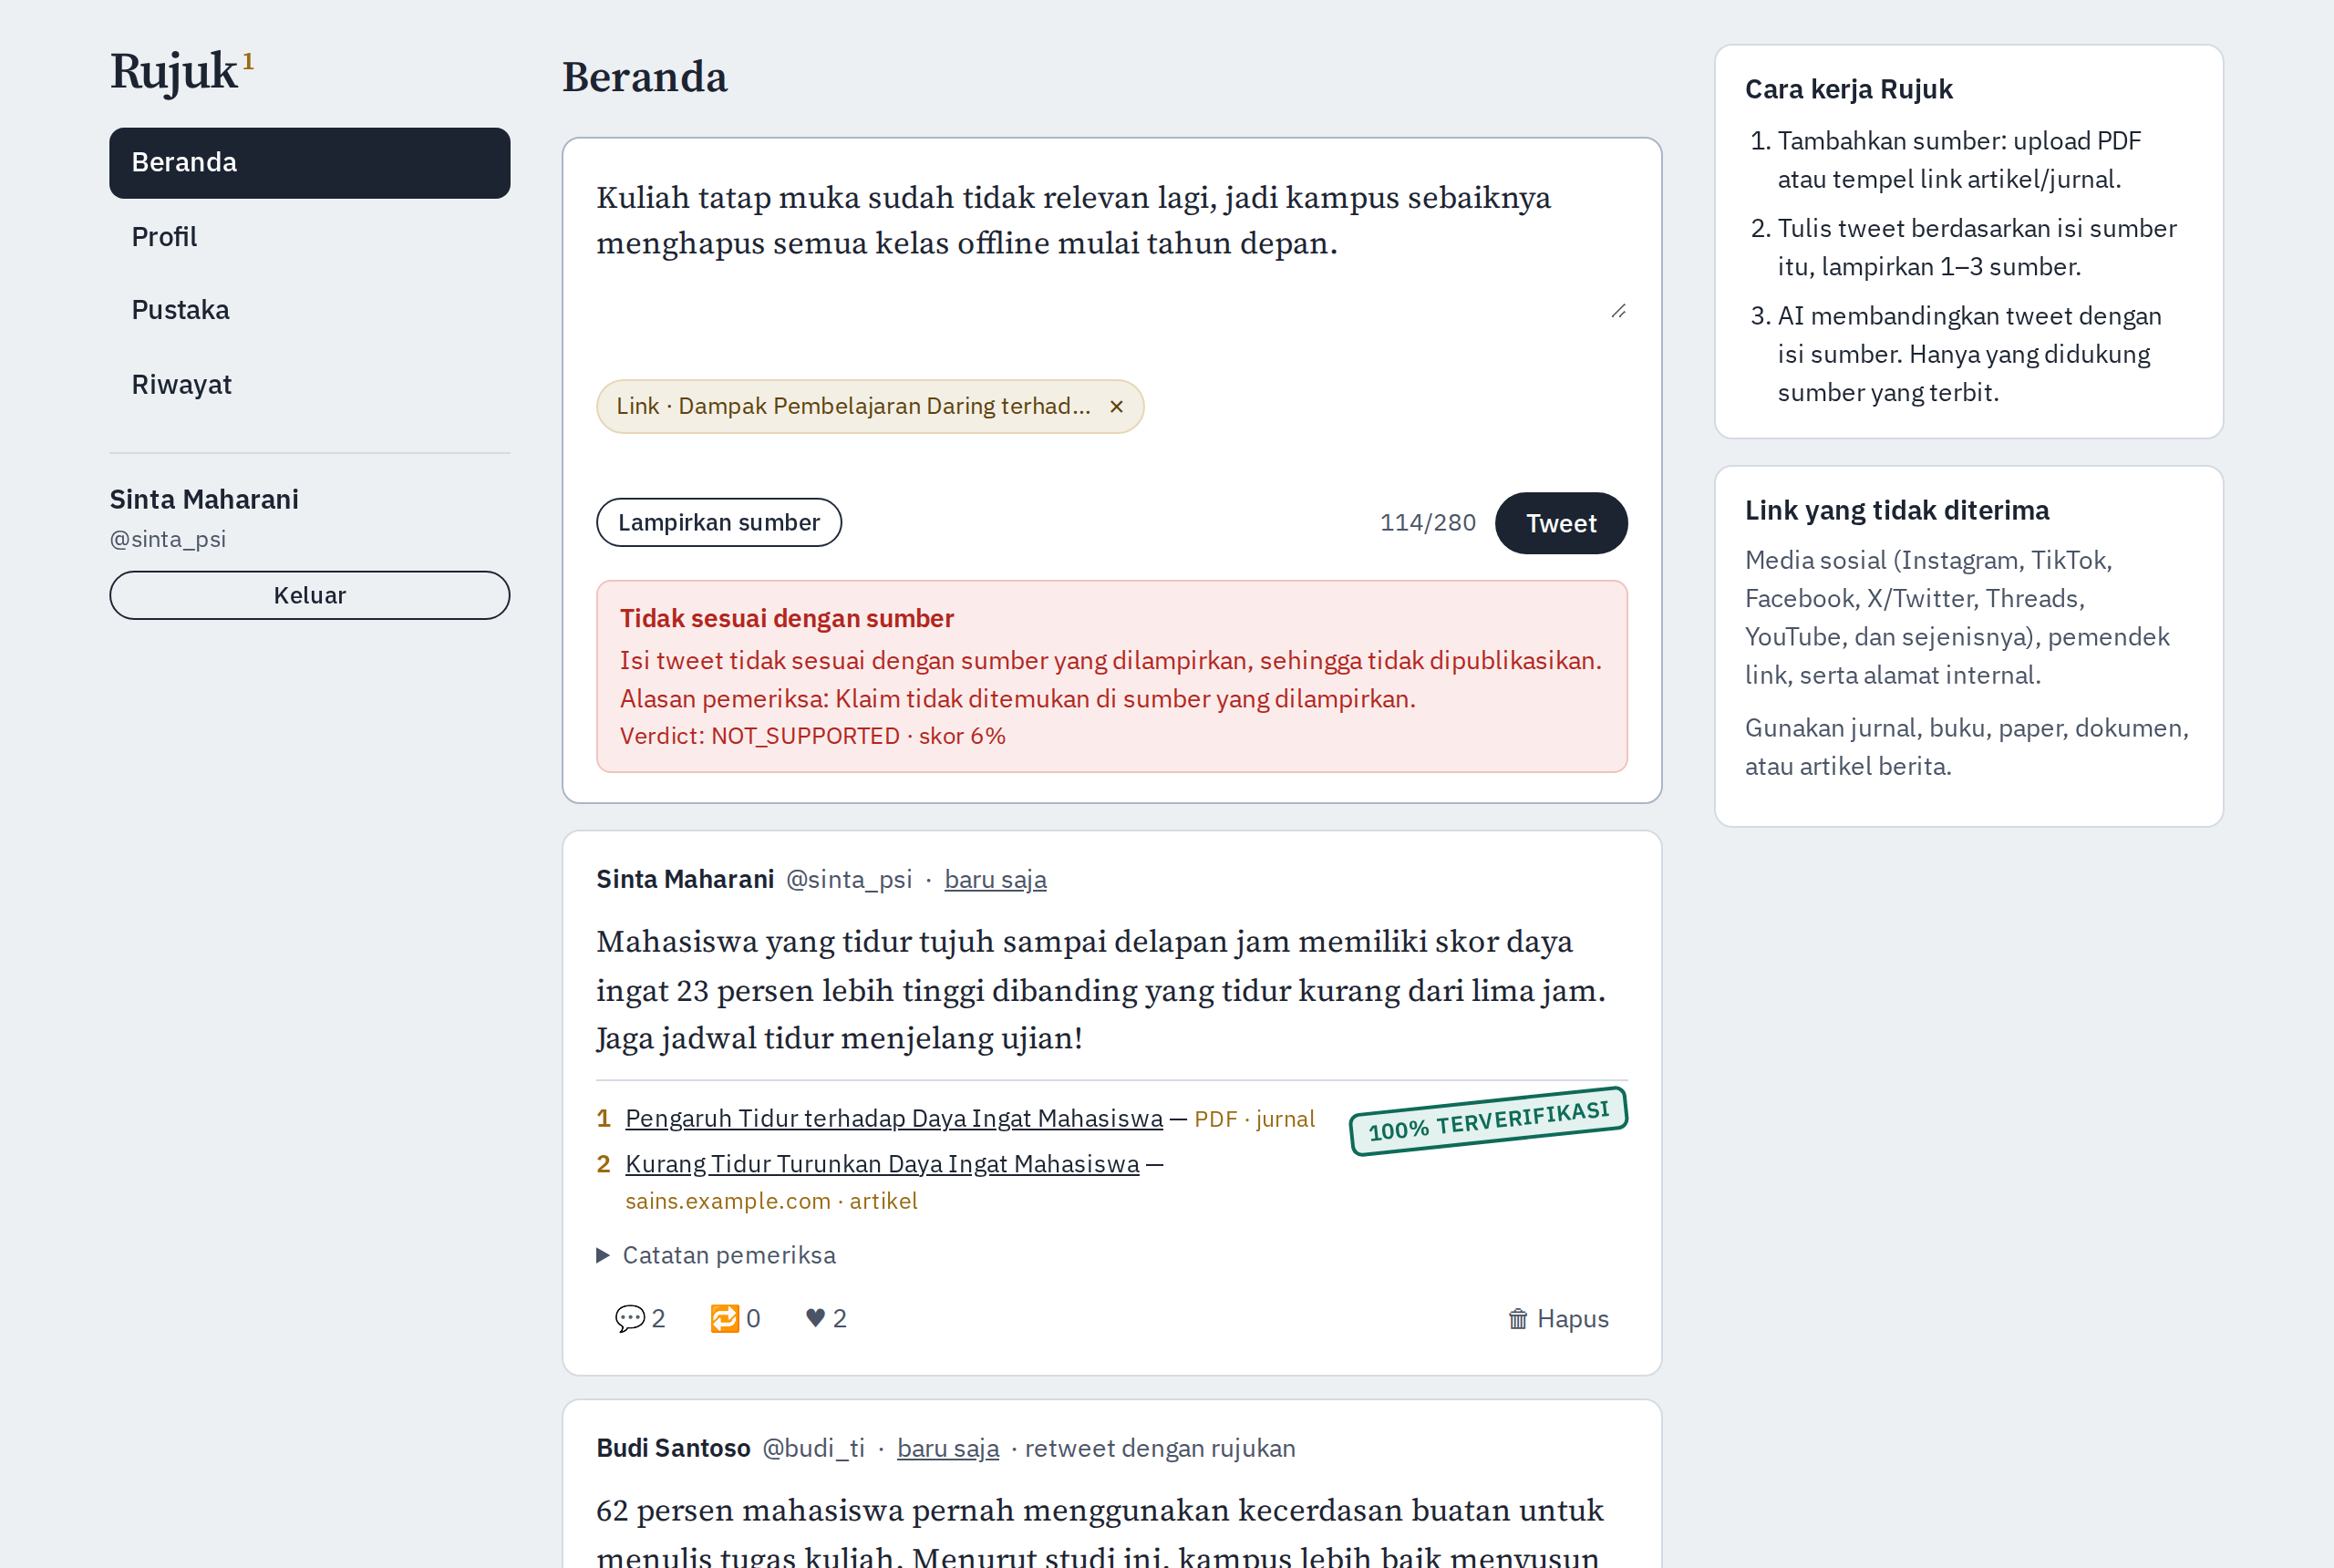 Rujuk¹
Beranda
Profil
Pustaka
Riwayat
Sinta Maharani
@sinta_psi
Keluar
Beranda
Kuliah tatap muka sudah tidak relevan lagi, jadi kampus sebaiknya
menghapus semua kelas offline mulai tahun depan.
Link · Dampak Pembelajaran Daring terhad... ✕
Lampirkan sumber
114/280
Tweet
Tidak sesuai dengan sumber
Isi tweet tidak sesuai dengan sumber yang dilampirkan, sehingga tidak dipublikasikan.
Alasan pemeriksa: Klaim tidak ditemukan di sumber yang dilampirkan.
Verdict: NOT_SUPPORTED · skor 6%
Sinta Maharani @sinta_psi · baru saja
Mahasiswa yang tidur tujuh sampai delapan jam memiliki skor daya
ingat 23 persen lebih tinggi dibanding yang tidur kurang dari lima jam.
Jaga jadwal tidur menjelang ujian!
1 Pengaruh Tidur terhadap Daya Ingat Mahasiswa — PDF · jurnal
100% TERVERIFIKASI
2 Kurang Tidur Turunkan Daya Ingat Mahasiswa —
sains.example.com · artikel
▶ Catatan pemeriksa
💬 2 🔁 0 ♥ 2
🗑 Hapus
Budi Santoso @budi_ti · baru saja · retweet dengan rujukan
62 persen mahasiswa pernah menggunakan kecerdasan buatan untuk
menulis tugas kuliah. Menurut studi ini, kampus lebih baik menyusun
Cara kerja Rujuk
1. Tambahkan sumber: upload PDF
atau tempel link artikel/jurnal.
2. Tulis tweet berdasarkan isi sumber
itu, lampirkan 1–3 sumber.
3. AI membandingkan tweet dengan
isi sumber. Hanya yang didukung
sumber yang terbit.
Link yang tidak diterima
Media sosial (Instagram, TikTok,
Facebook, X/Twitter, Threads,
YouTube, dan sejenisnya), pemendek
link, serta alamat internal.
Gunakan jurnal, buku, paper, dokumen,
atau artikel berita.